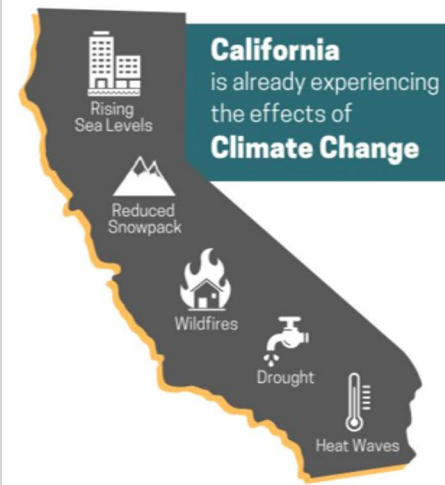 California
is already experiencing
the effects of
Climate Change
Rising
Sea Levels
Reduced
Snowpack
Wildfires
Drought
Heat Waves